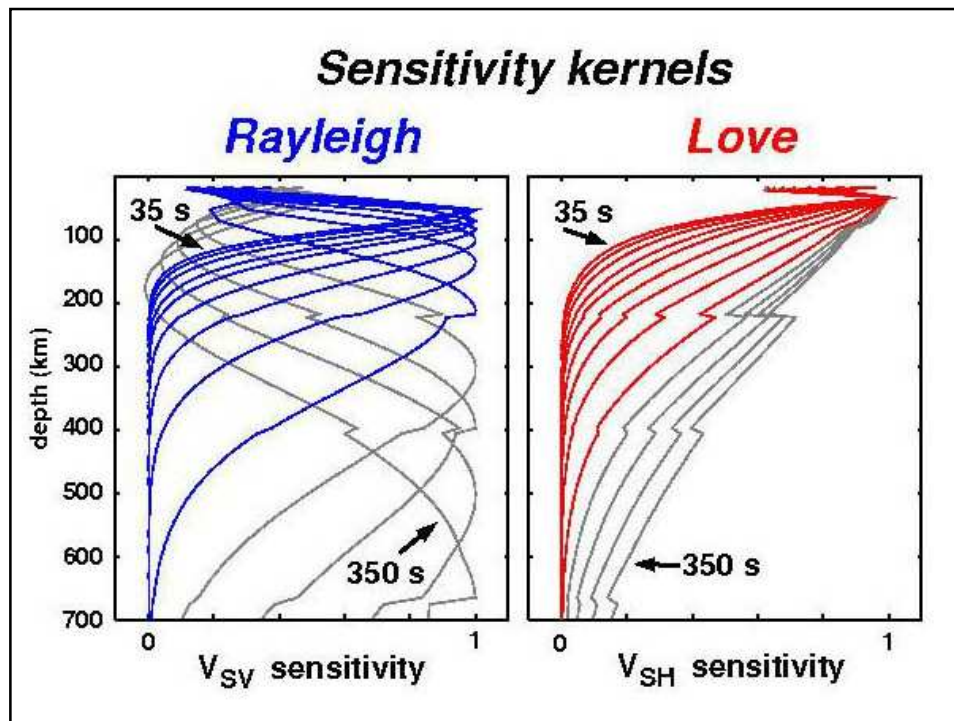 Sensitivity kernels
Rayleigh
Love
35 s
35 s
100
200
300
400
500
600
700
depth (km)
350 s
350 s
0
1
0
1
VSV sensitivity
VSH sensitivity